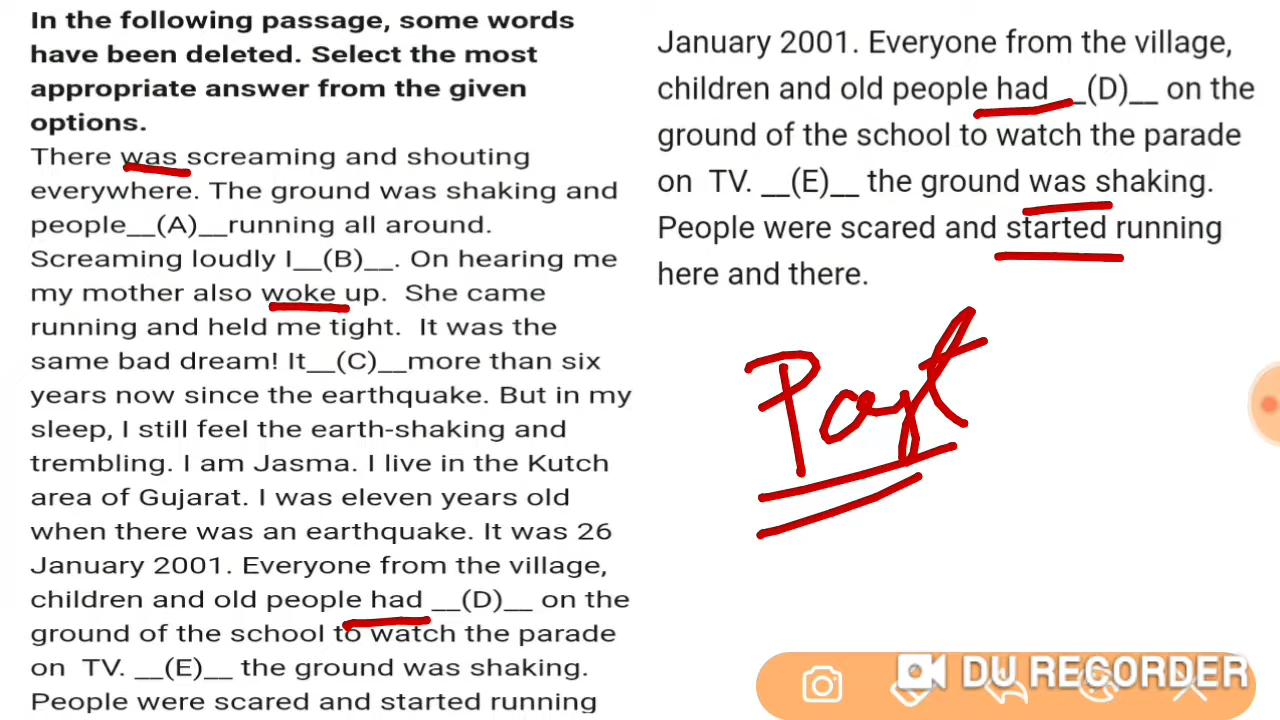 In the following passage, some words
have been deleted. Select the most
appropriate answer from the given
options.
There was screaming and shouting
everywhere. The ground was shaking and
people__(A)__running all around.
Screaming loudly I__(B)__. On hearing me
my mother also woke up. She came
running and held me tight. It was the
same bad dream! It__(C)__more than six
years now since the earthquake. But in my
sleep, I still feel the earth-shaking and
trembling. I am Jasma. I live in the Kutch
area of Gujarat. I was eleven years old
when there was an earthquake. It was 26
January 2001. Everyone from the village,
children and old people had __(D)__ on the
ground of the school to watch the parade
on TV. __(E)__ the ground was shaking.
People were scared and started running
January 2001. Everyone from the village,
children and old people had __(D)__ on the
ground of the school to watch the parade
on TV. __(E)__ the ground was shaking.
People were scared and started running
here and there.
Past
DU RECORDER